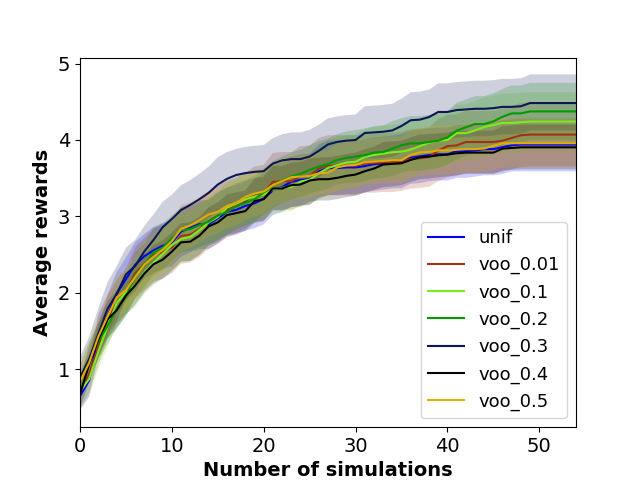 5
4
3
2
1
Average rewards
0 10 20 30 40 50
Number of simulations
unif
voo_0.01
voo_0.1
voo_0.2
voo_0.3
voo_0.4
voo_0.5